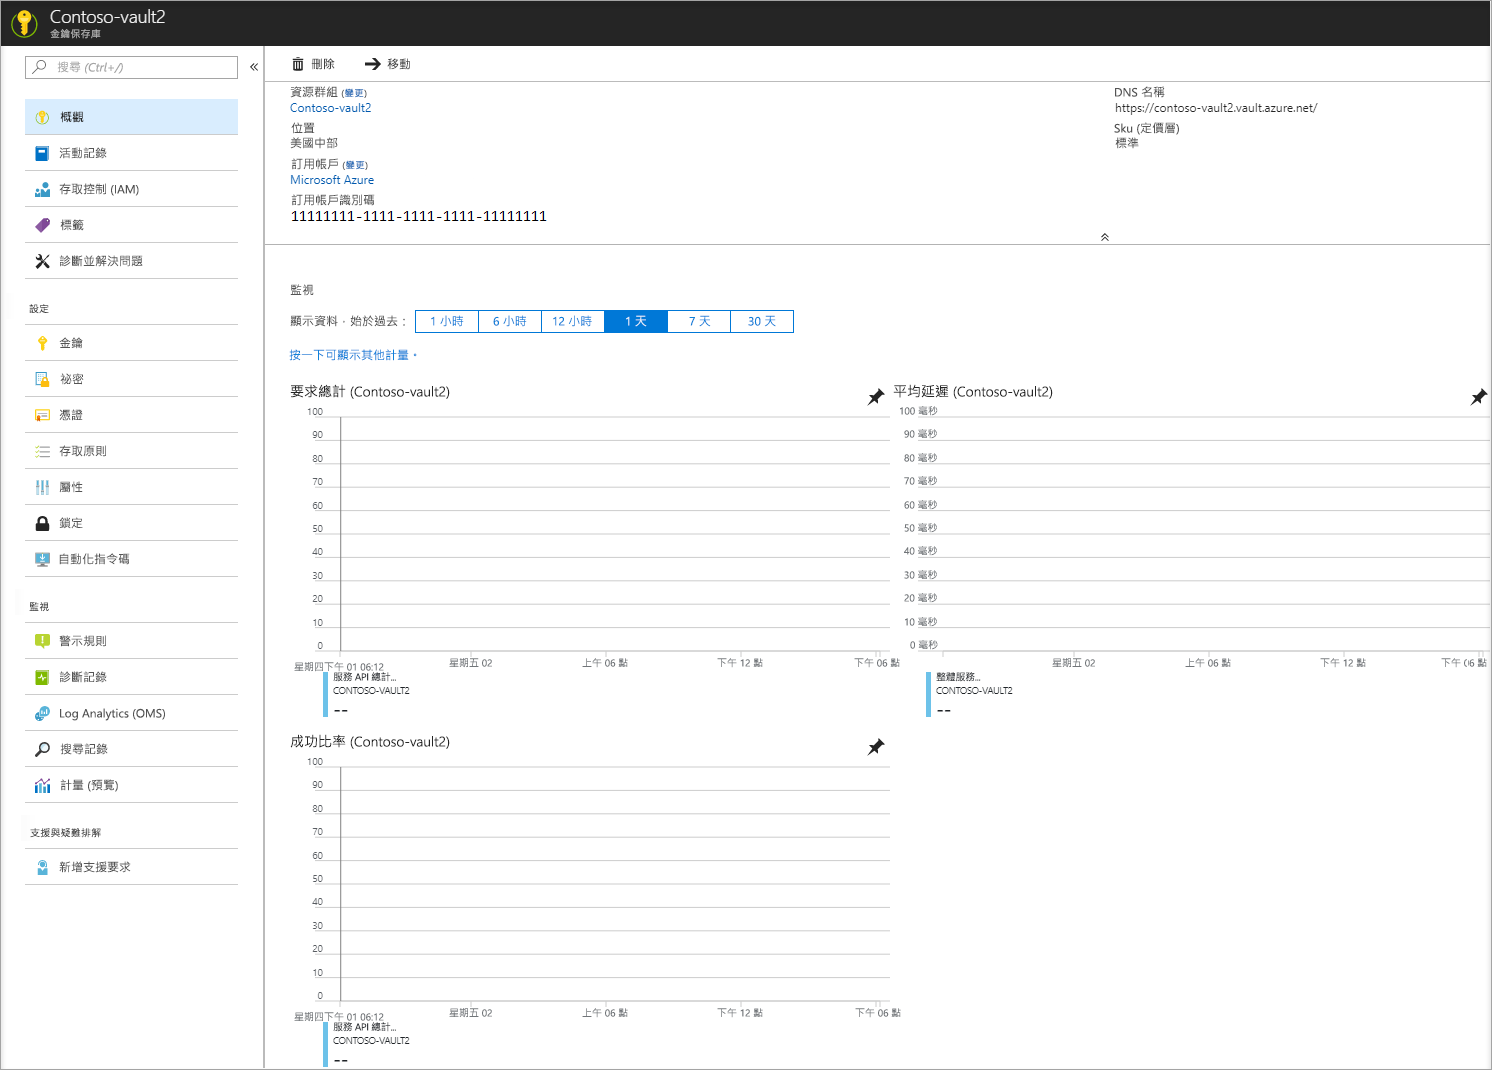 Contoso-vault2
金鑰保存庫
搜尋 (Ctrl+/)
«
概觀
活動記錄
存取控制 (IAM)
標籤
診斷並解決問題
設定
金鑰
祕密
憑證
存取原則
屬性
鎖定
自動化指令碼
監視
警示規則
診斷記錄
Log Analytics (OMS)
搜尋記錄
計量 (預覽)
支援與疑難排解
新增支援要求
刪除 移動
資源群組 (變更)
Contoso-vault2
位置
美國中部
訂用帳戶 (變更)
Microsoft Azure
訂用帳戶識別碼
11111111-1111-1111-1111-11111111
DNS 名稱
https://contoso-vault2.vault.azure.net/
Sku (定價層)
標準
監視
顯示資料，始於過去：
1 小時 6 小時 12 小時 1 天 7 天 30 天
按一下可顯示其他計量。
要求總計 (Contoso-vault2)
100
90
80
70
60
50
40
30
20
10
0
星期四下午 01 06:12 星期五 02 上午 06 點 下午 12 點 下午 06 點
服務 API 總計...
CONTOSO-VAULT2
--
平均延遲 (Contoso-vault2)
100 毫秒
90 毫秒
80 毫秒
70 毫秒
60 毫秒
50 毫秒
40 毫秒
30 毫秒
20 毫秒
10 毫秒
0 毫秒
星期五 02 上午 06 點 下午 12 點 下午 06 點
整體服務...
CONTOSO-VAULT2
--
成功比率 (Contoso-vault2)
100
90
80
70
60
50
40
30
20
10
0
星期四下午 01 06:12 星期五 02 上午 06 點 下午 12 點 下午 06 點
服務 API 總計...
CONTOSO-VAULT2
--